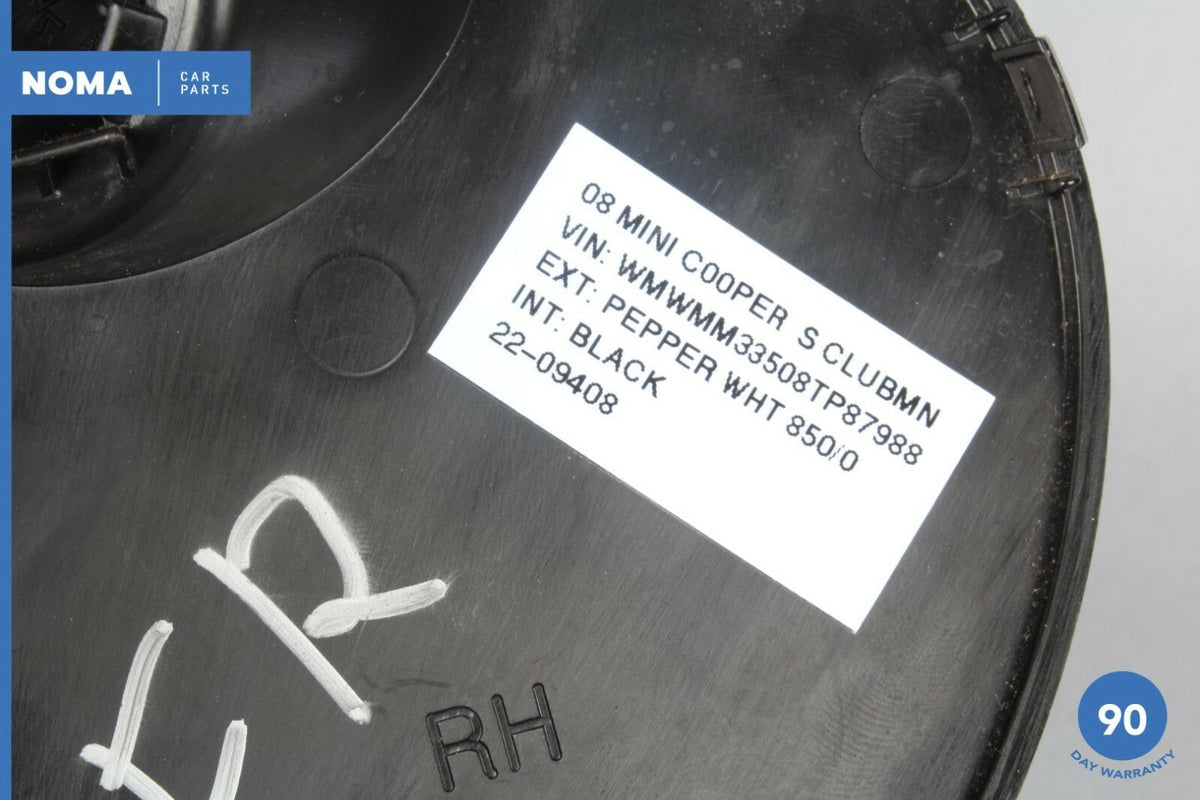 NOMA
CAR
PARTS
08 MINI COOPER S CLUBMN
VIN: WMWMM33508TP87988
EXT: PEPPER WHT 850/0
INT: BLACK
22-09408
FR
RH
90
DAY WARRANTY